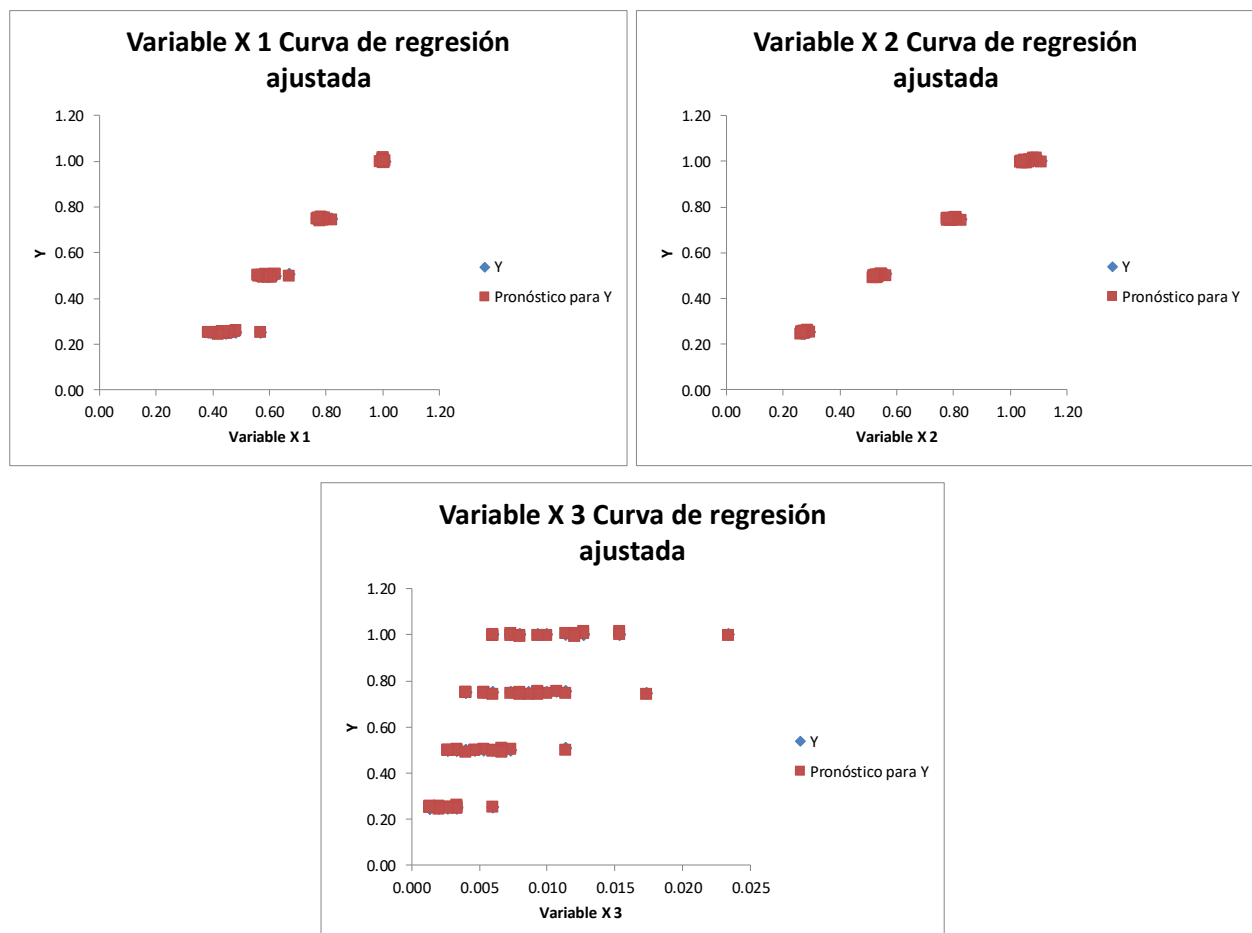 Variable X 1 Curva de regresión
ajustada
1.20
1.00
0.80
0.60
0.40
0.20
0.00
Y
0.00 0.20 0.40 0.60 0.80 1.00 1.20
Variable X 1
Y
Pronóstico para Y
Variable X 2 Curva de regresión
ajustada
1.20
1.00
0.80
0.60
0.40
0.20
0.00
Y
0.00 0.20 0.40 0.60 0.80 1.00 1.20
Variable X 2
Y
Pronóstico para Y
Variable X 3 Curva de regresión
ajustada
1.20
1.00
0.80
0.60
0.40
0.20
0.00
Y
0.000 0.005 0.010 0.015 0.020 0.025
Variable X 3
Y
Pronóstico para Y